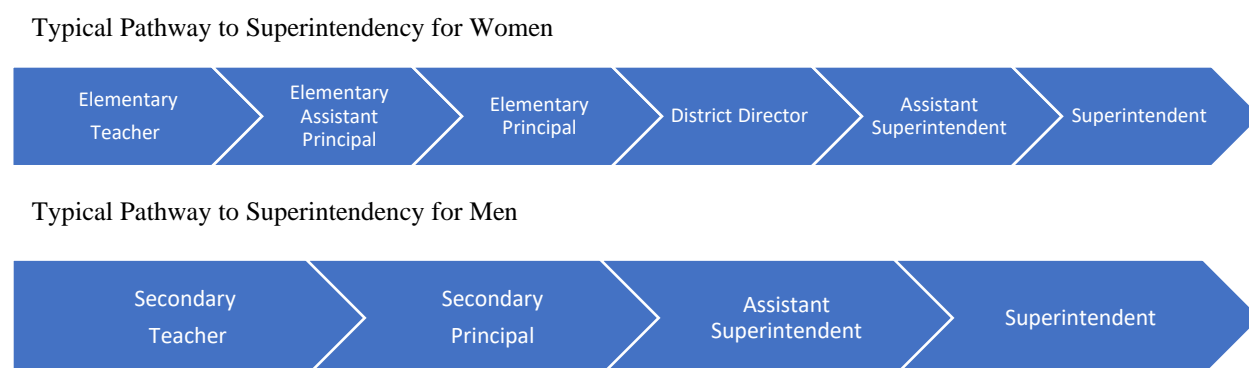 Typical Pathway to Superintendency for Women
Elementary
Teacher
Elementary
Assistant
Principal
Elementary
Principal
District Director
Assistant
Superintendent
Superintendent
Typical Pathway to Superintendency for Men
Secondary
Teacher
Secondary
Principal
Assistant
Superintendent
Superintendent